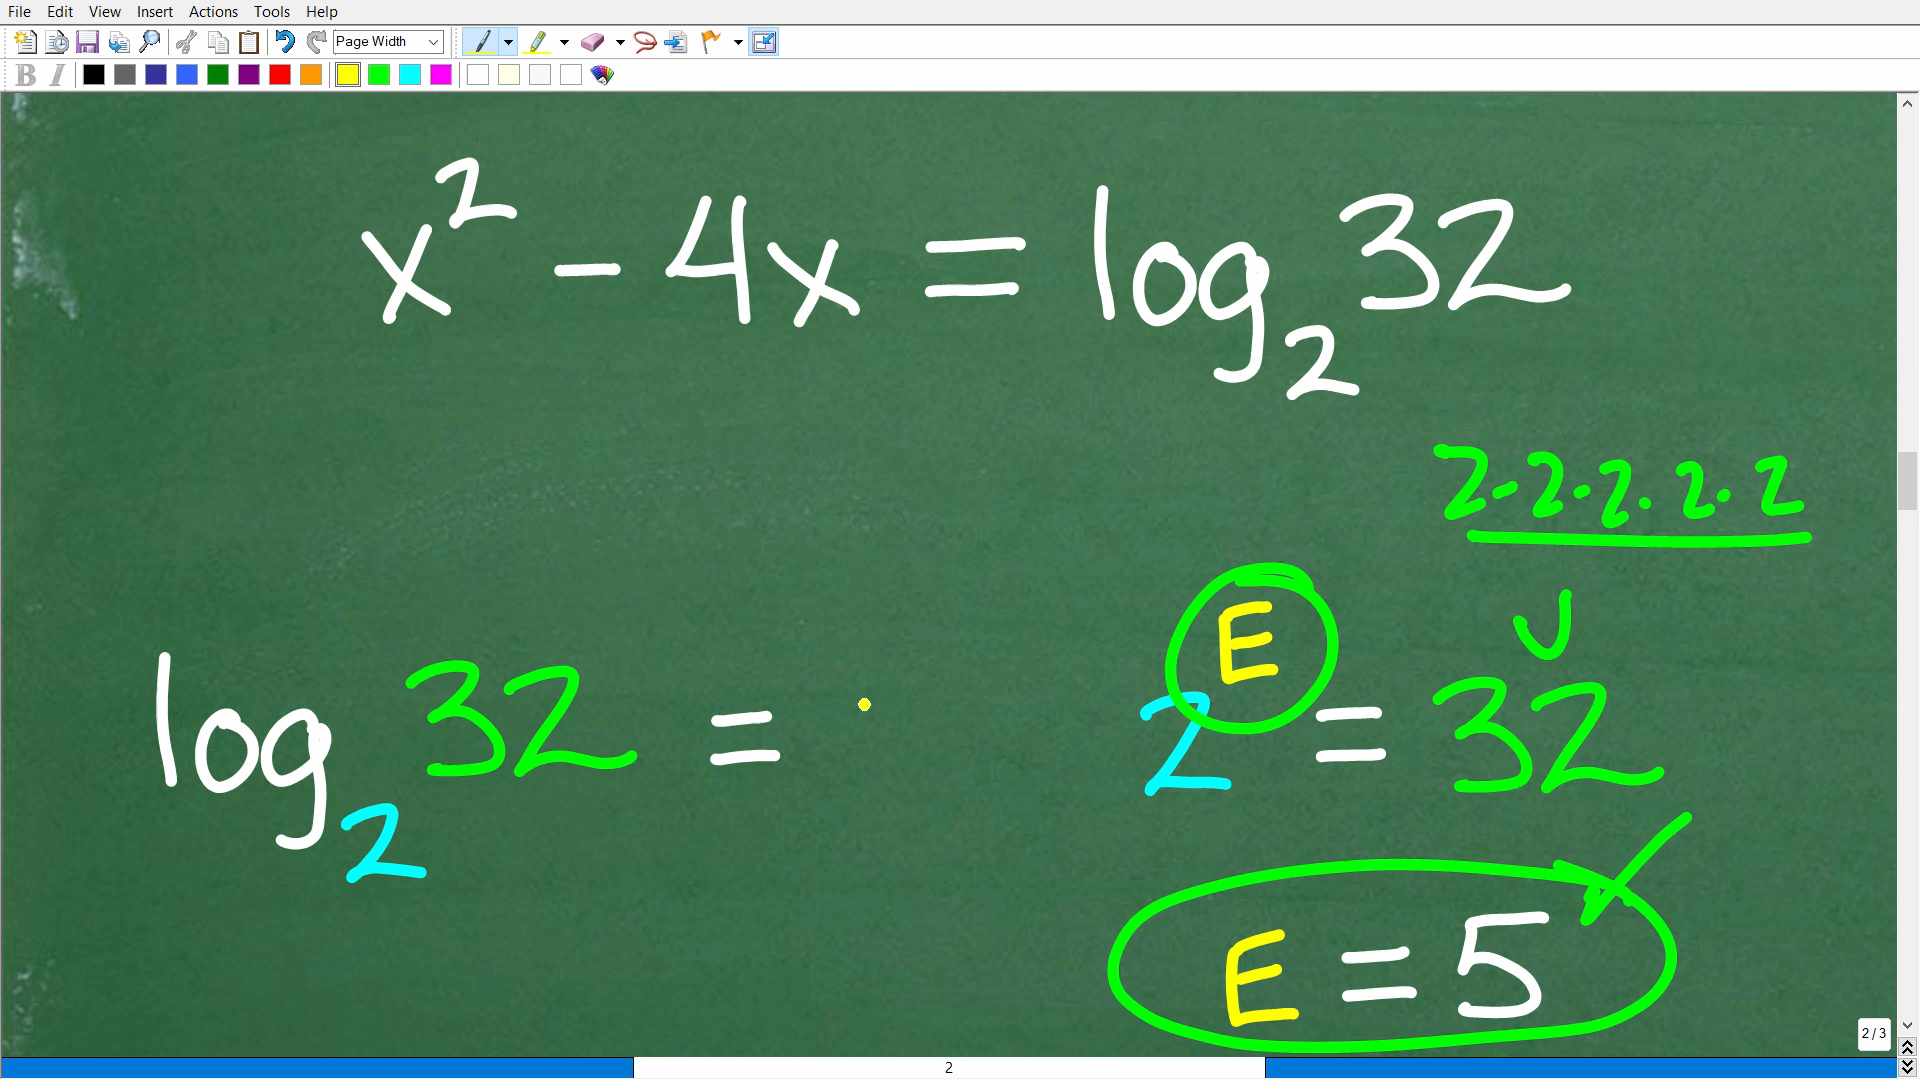 File Edit View Insert Actions Tools Help
Page Width
B I
x² - 4x = log₂32
2·2·2·2·2
log₂32 =
2ᴱ = 32
E = 5
2/3
2